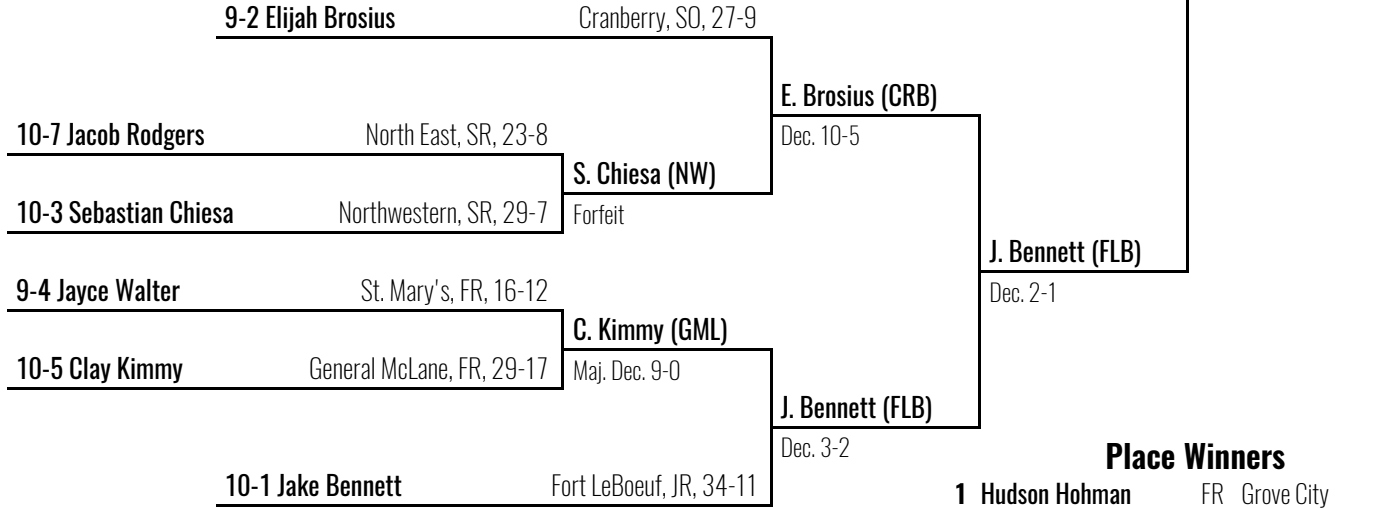 9-2 Elijah Brosius Cranberry, SO, 27-9
E. Brosius (CRB)
Dec. 10-5
10-7 Jacob Rodgers North East, SR, 23-8
S. Chiesa (NW)
Forfeit
10-3 Sebastian Chiesa Northwestern, SR, 29-7
J. Bennett (FLB)
Dec. 2-1
9-4 Jayce Walter St. Mary's, FR, 16-12
C. Kimmy (GML)
Maj. Dec. 9-0
10-5 Clay Kimmy General McLane, FR, 29-17
J. Bennett (FLB)
Dec. 3-2
10-1 Jake Bennett Fort LeBoeuf, JR, 34-11
Place Winners
1 Hudson Hohman FR Grove City